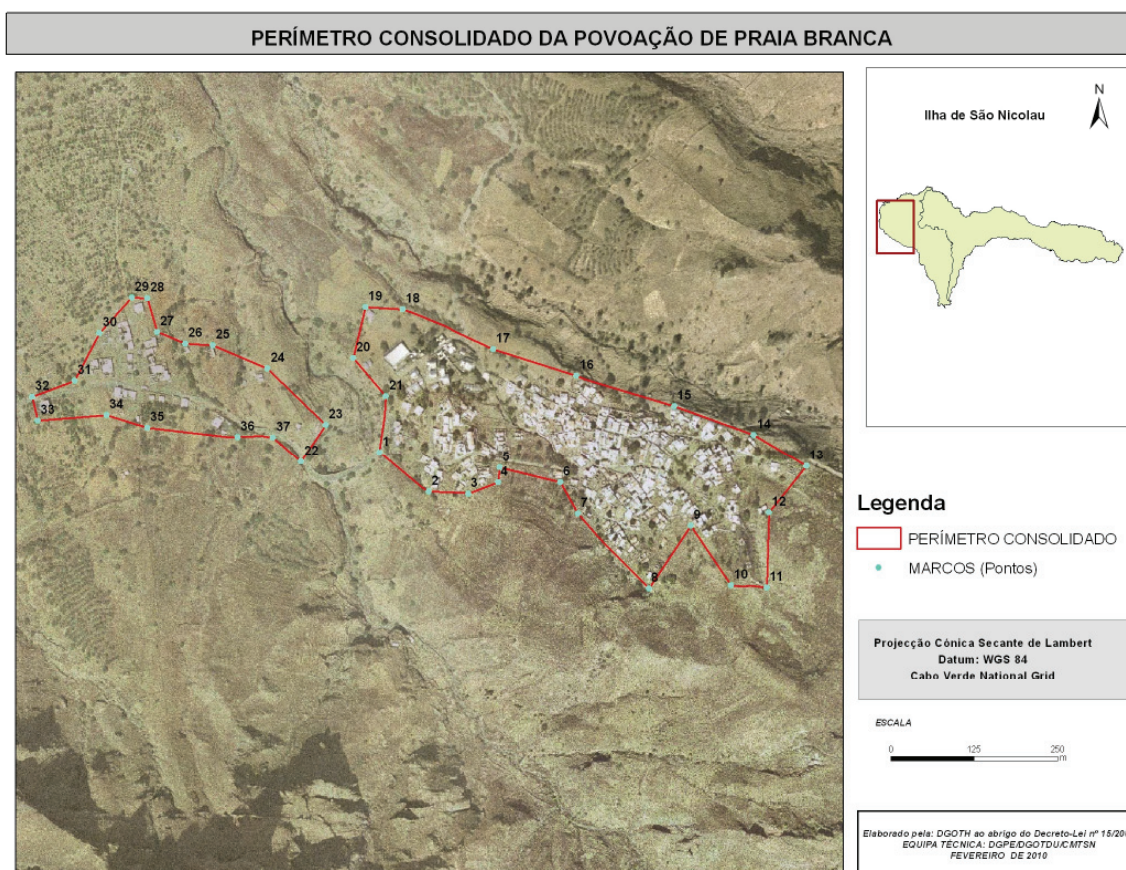 PERÍMETRO CONSOLIDADO DA POVOAÇÃO DE PRAIA BRANCA
N
Ilha de São Nicolau
29 28
27
30
26 25
24
31
32
33
34
35
36 37
23
22
19 18
17
20
16
21
15
14
1
13
5
4
6
2 3
7
12
9
8
10 11
Legenda
PERÍMETRO CONSOLIDADO
MARCOS (Pontos)
Projecção Cónica Secante de Lambert
Datum: WGS 84
Cabo Verde National Grid
ESCALA
0 125 250
m
Elaborado pela: DGOTH ao abrigo do Decreto-Lei nº
EQUIPA TÉCNICA: DGPE/DGOTDU/CMTSN
FEVEREIRO DE 2010